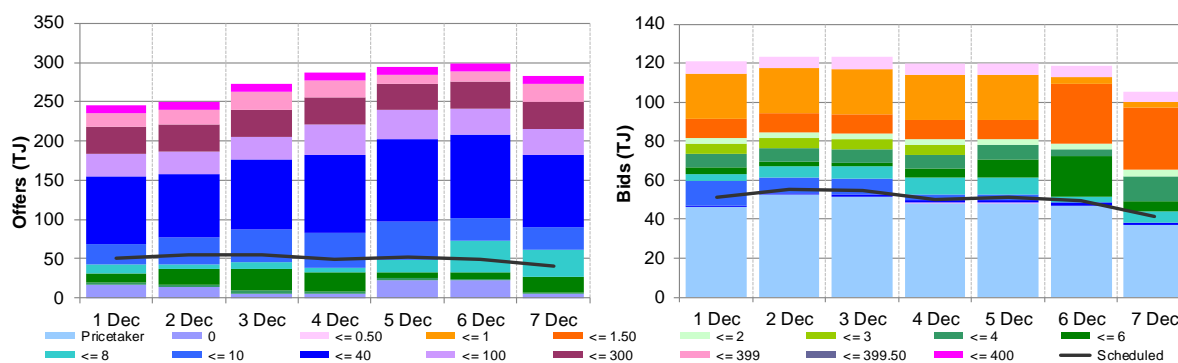 350
300
250
200
150
100
50
0
Offers (TJ)
1 Dec 2 Dec 3 Dec 4 Dec 5 Dec 6 Dec 7 Dec
140
120
100
80
60
40
20
0
Bids (TJ)
1 Dec 2 Dec 3 Dec 4 Dec 5 Dec 6 Dec 7 Dec
Pricetaker 0 <= 0.50 <= 1 <= 1.50 <= 2 <= 3 <= 4 <= 6
<= 8 <= 10 <= 40 <= 100 <= 300 <= 399 <= 399.50 <= 400 Scheduled